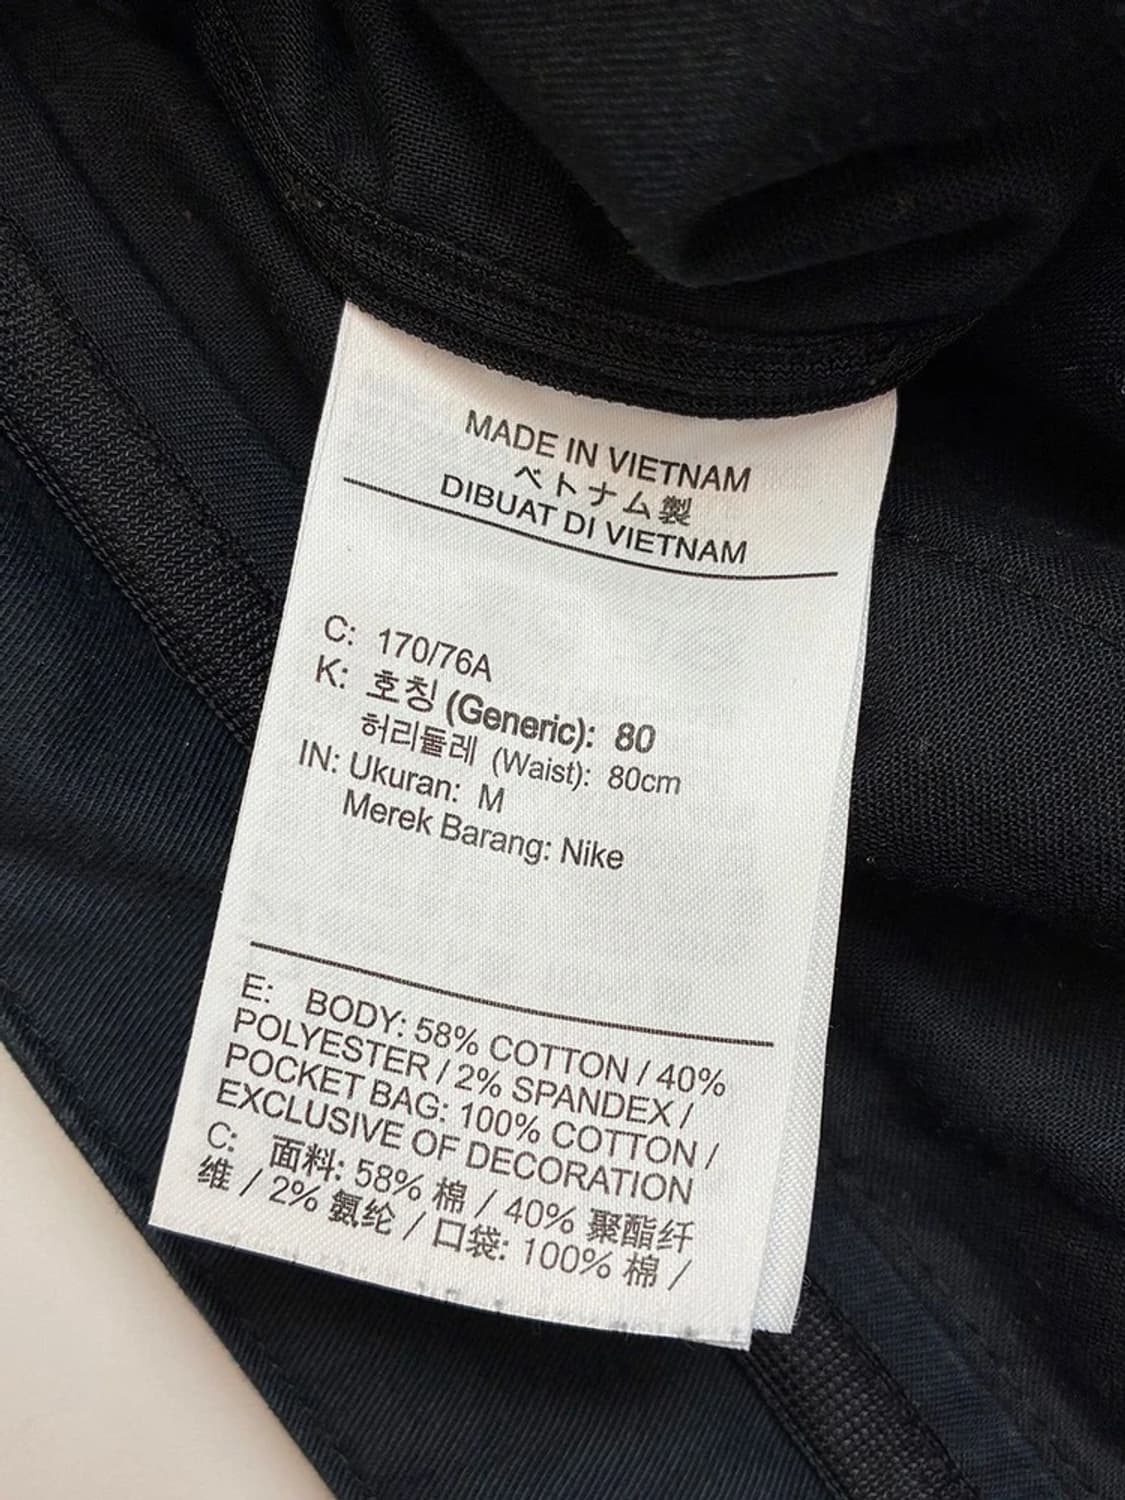 MADE IN VIETNAM
ベトナム製
DIBUAT DI VIETNAM
C: 170/76A
K: 호칭 (Generic): 80
허리둘레 (Waist): 80cm
IN: Ukuran: M
Merek Barang: Nike
E: BODY: 58% COTTON / 40%
POLYESTER / 2% SPANDEX /
POCKET BAG: 100% COTTON /
EXCLUSIVE OF DECORATION
C: 面料: 58% 棉 / 40% 聚酯纤
维 / 2% 氨纶 / 口袋: 100% 棉 /